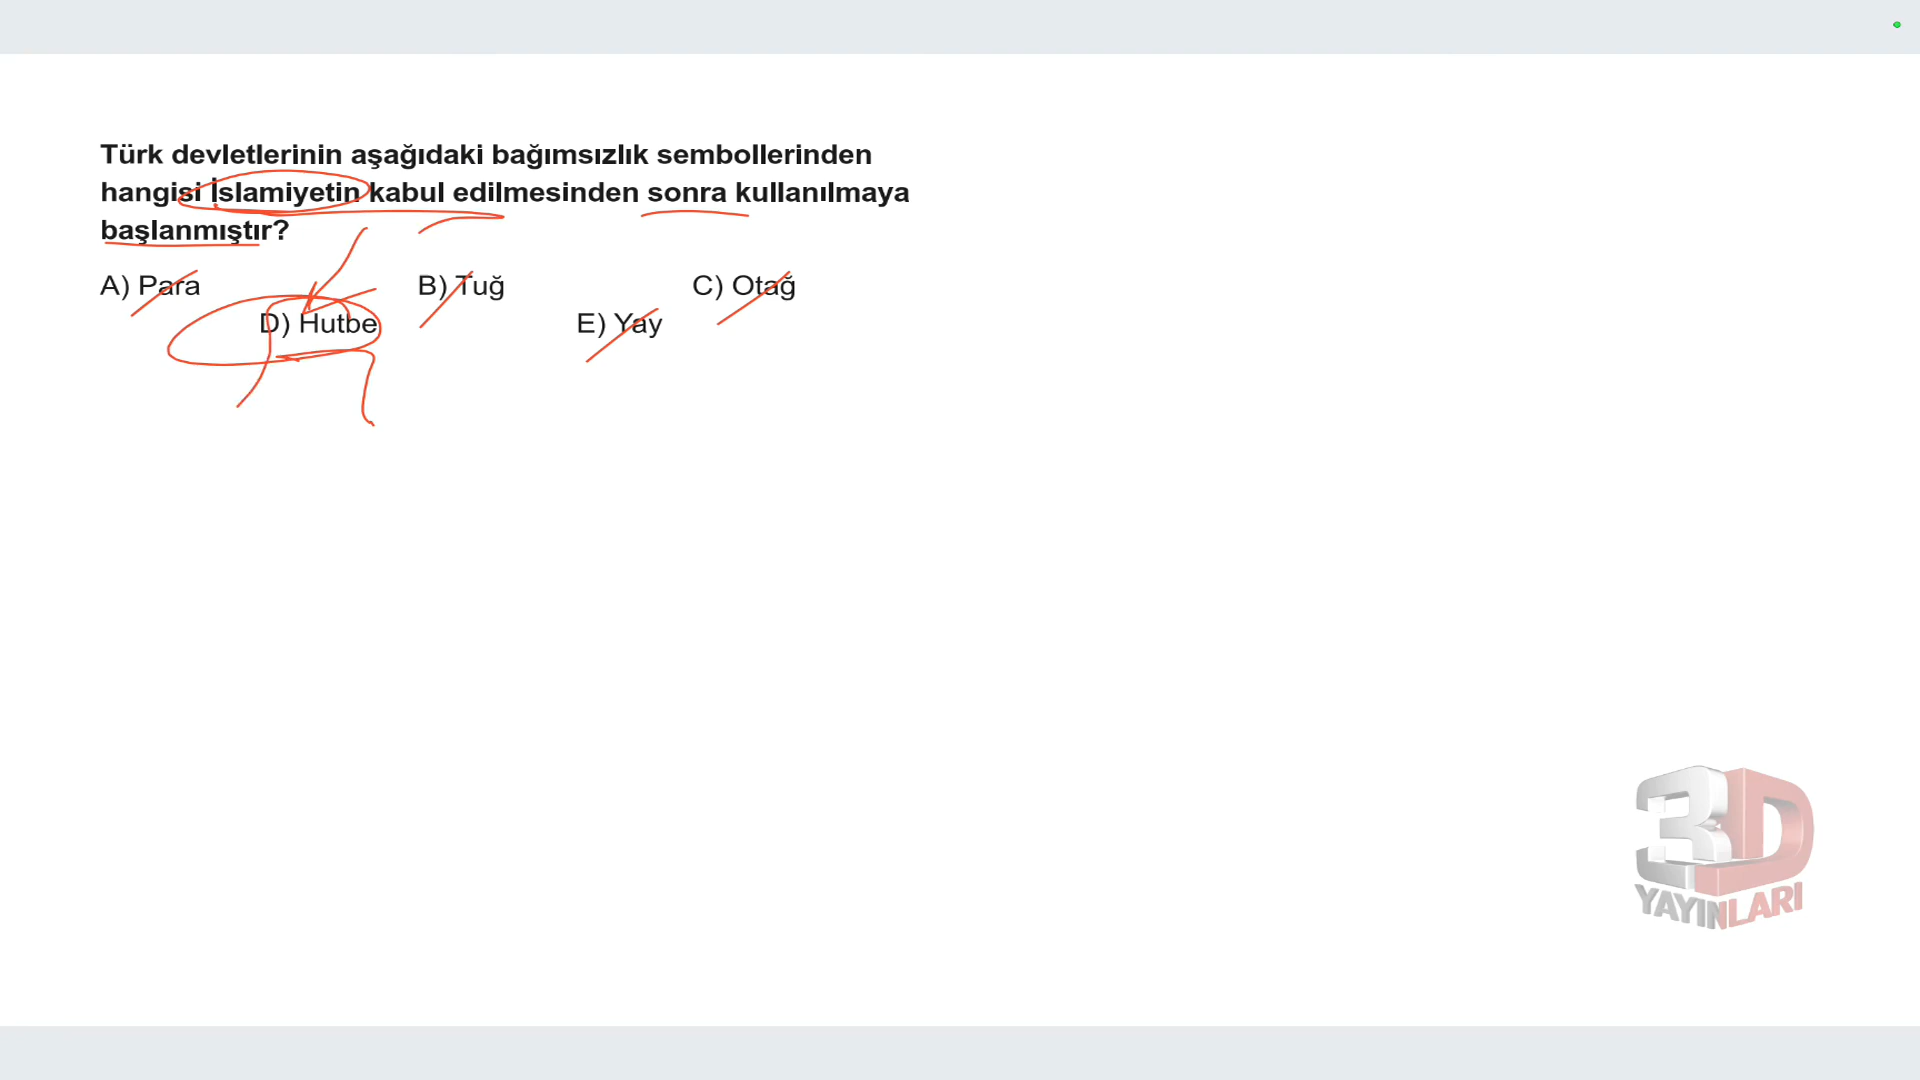 Türk devletlerinin aşağıdaki bağımsızlık sembollerinden
hangisi İslamiyetin kabul edilmesinden sonra kullanılmaya
başlanmıştır?
A) Para B) Tuğ C) Otağ
D) Hutbe E) Yay
3D
YAYINLARI